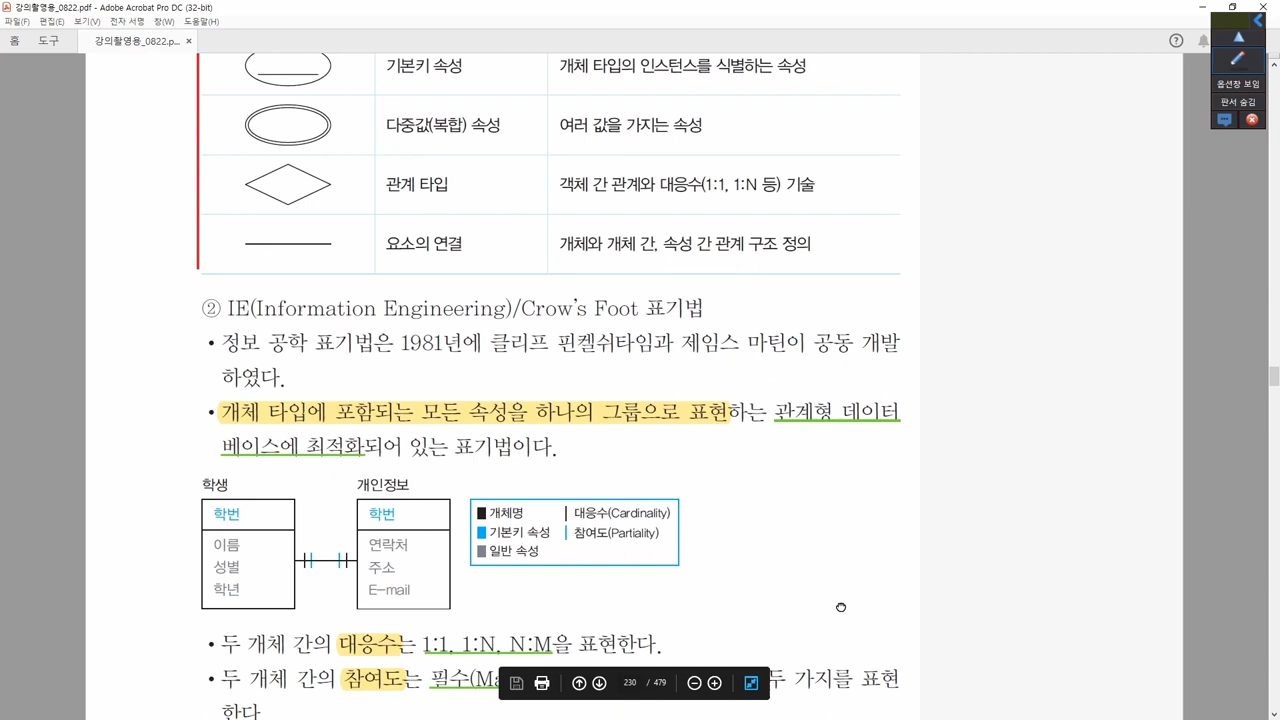 강의촬영용_0822.pdf - Adobe Acrobat Pro DC (32-bit)
파일(F) 편집(E) 보기(V) 전자 서명 창(W) 도움말(H)
홈 도구 강의촬영용_0822.p... ×
옵션창 보임
판서 숨김
기본키 속성 개체 타입의 인스턴스를 식별하는 속성
다중값(복합) 속성 여러 값을 가지는 속성
관계 타입 객체 간 관계와 대응수(1:1, 1:N 등) 기술
요소의 연결 개체와 개체 간, 속성 간 관계 구조 정의
② IE(Information Engineering)/Crow's Foot 표기법
• 정보 공학 표기법은 1981년에 클리프 핀켈쉬타임과 제임스 마틴이 공동 개발
하였다.
• 개체 타입에 포함되는 모든 속성을 하나의 그룹으로 표현하는 관계형 데이터
베이스에 최적화되어 있는 표기법이다.
학생
학번
이름
성별
학년
개인정보
학번
연락처
주소
E-mail
개체명 대응수(Cardinality)
기본키 속성 참여도(Partiality)
일반 속성
• 두 개체 간의 대응수는 1:1, 1:N, N:M을 표현한다.
• 두 개체 간의 참여도는 필수(Ma 두 가지를 표현
한다
230 / 479